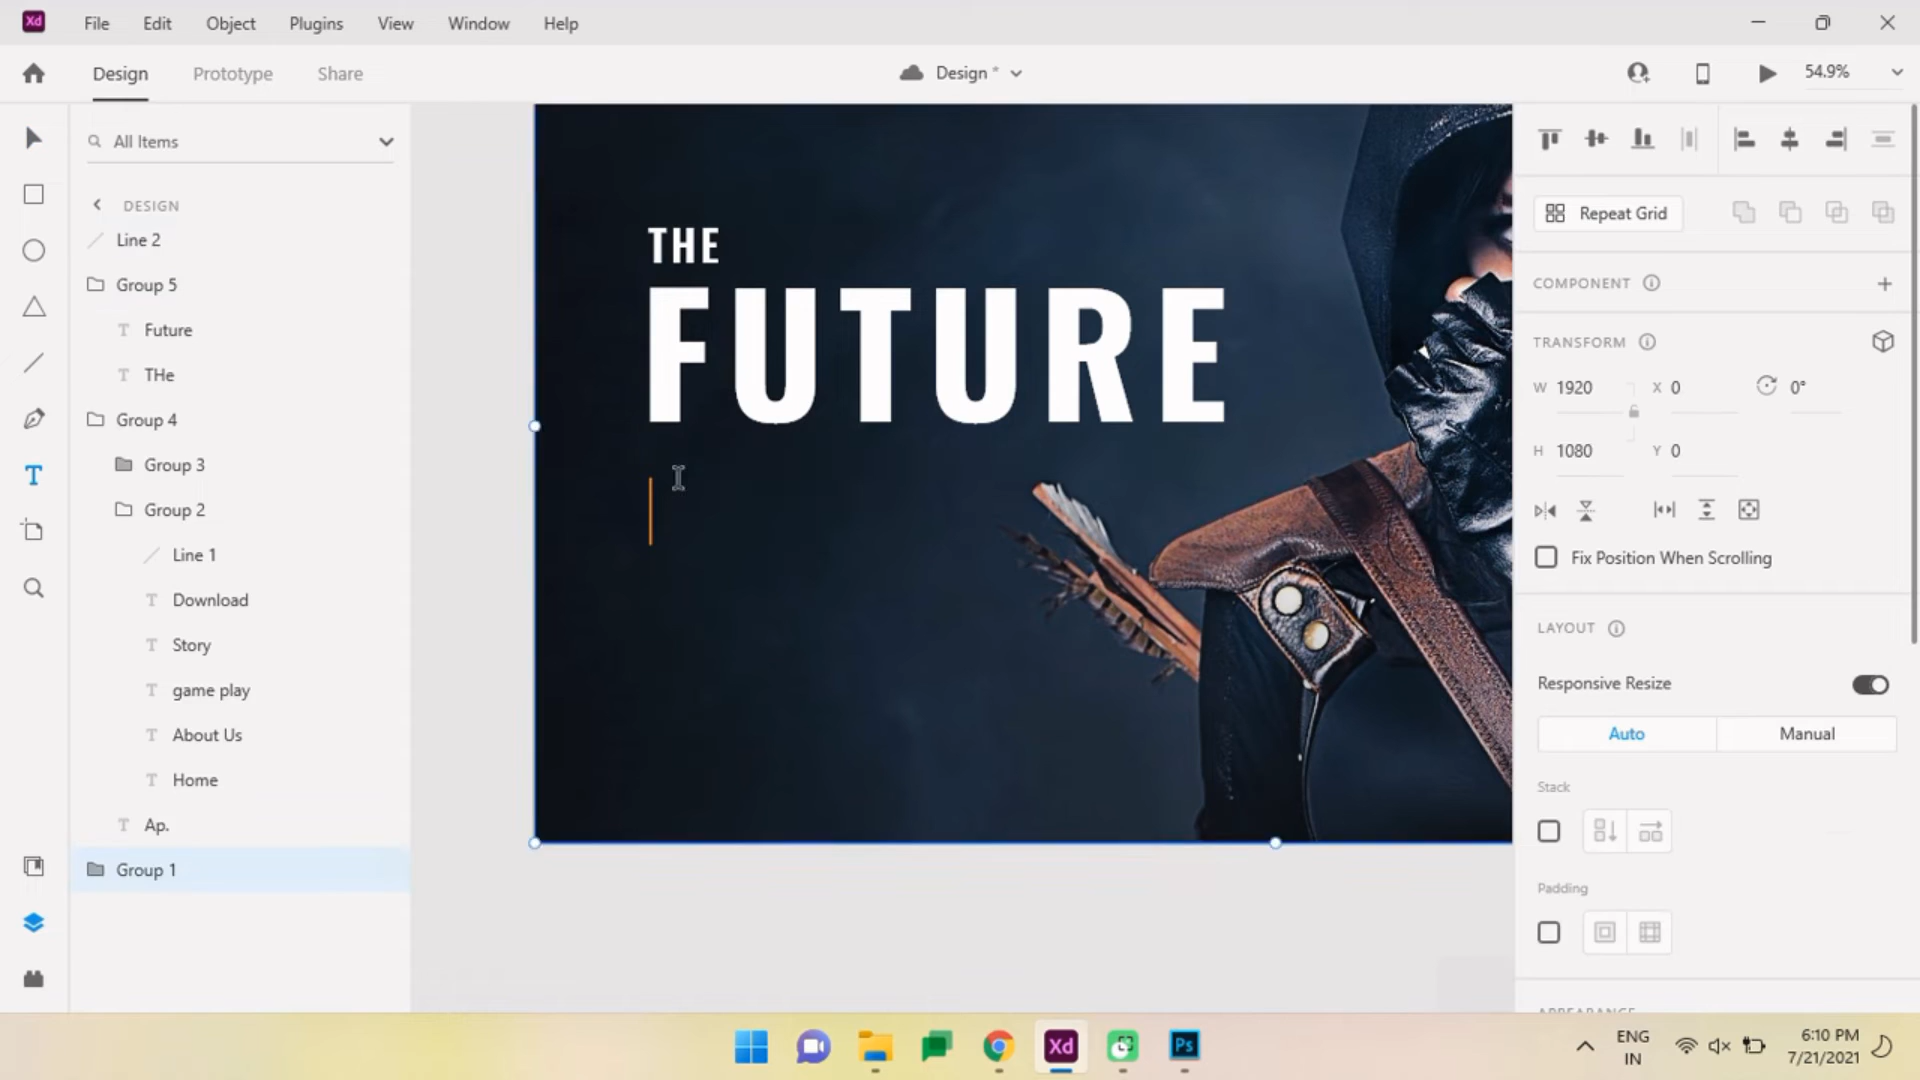 Xd File Edit Object Plugins View Window Help
Design Prototype Share Design * 54.9%
All Items
DESIGN
Line 2
Group 5
T Future
T THe
Group 4
Group 3
Group 2
Line 1
T Download
T Story
T game play
T About Us
T Home
T Ap.
Group 1
T
THE
FUTURE
Repeat Grid
COMPONENT
TRANSFORM
W 1920 X 0 0°
H 1080 Y 0
Fix Position When Scrolling
LAYOUT
Responsive Resize
Auto Manual
Stack
Padding
APPEARANCE
Xd Ps
ENG
IN
6:10 PM
7/21/2021